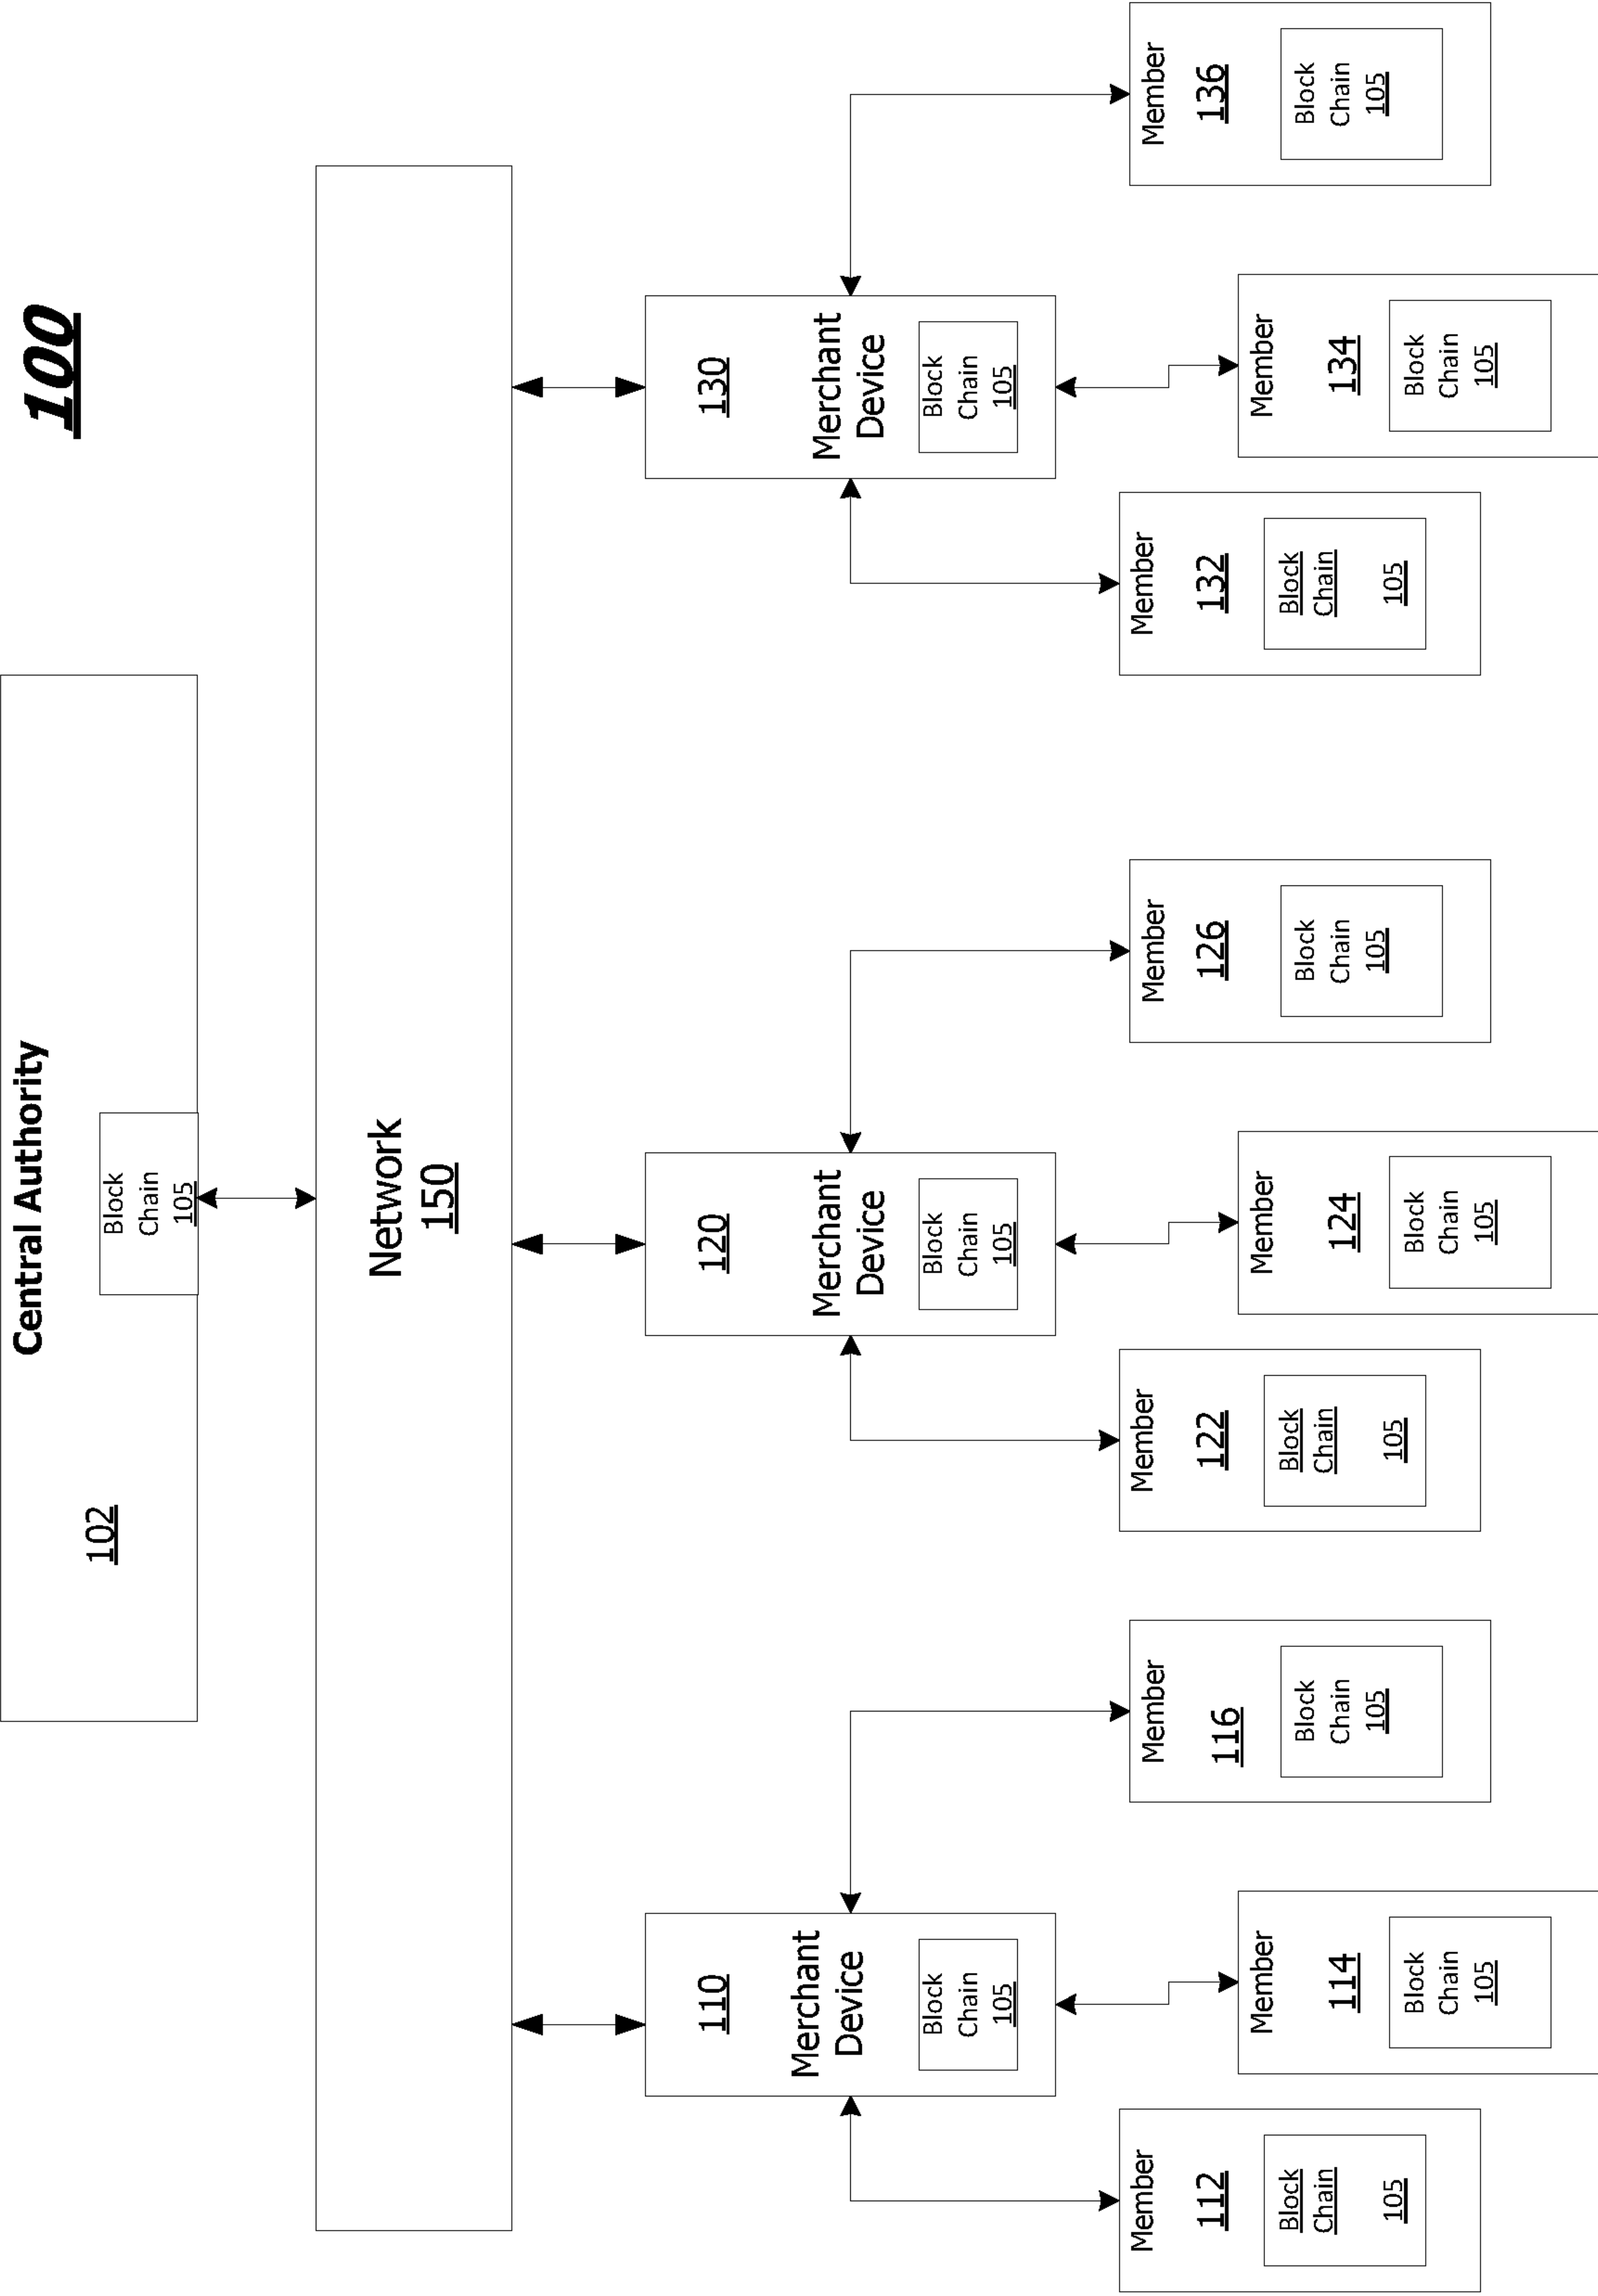 100
Central Authority
102
Block
Chain
105
Network
150
110
Merchant
Device
Block
Chain
105
120
Merchant
Device
Block
Chain
105
130
Merchant
Device
Block
Chain
105
Member
112
Block
Chain
105
Member
114
Block
Chain
105
Member
116
Block
Chain
105
Member
122
Block
Chain
105
Member
124
Block
Chain
105
Member
126
Block
Chain
105
Member
132
Block
Chain
105
Member
134
Block
Chain
105
Member
136
Block
Chain
105